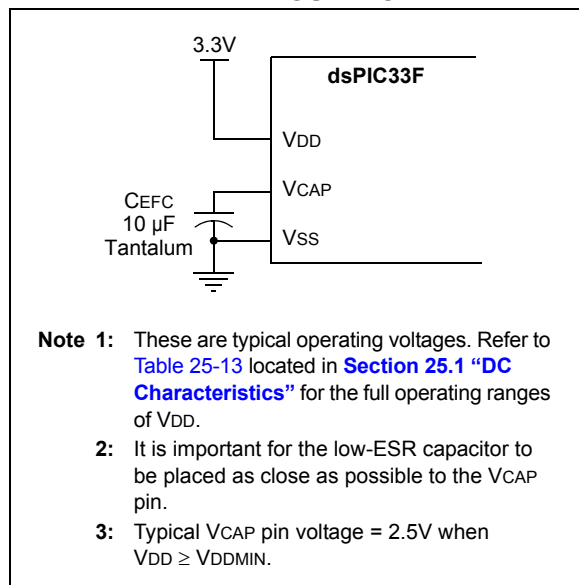 3.3V
dsPIC33F
VDD
VCAP
CEFC
10 µF
Tantalum
VSS
Note 1: These are typical operating voltages. Refer to
Table 25-13 located in Section 25.1 “DC
Characteristics” for the full operating ranges
of VDD.
2: It is important for the low-ESR capacitor to
be placed as close as possible to the VCAP
pin.
3: Typical VCAP pin voltage = 2.5V when
VDD ≥ VDDMIN.